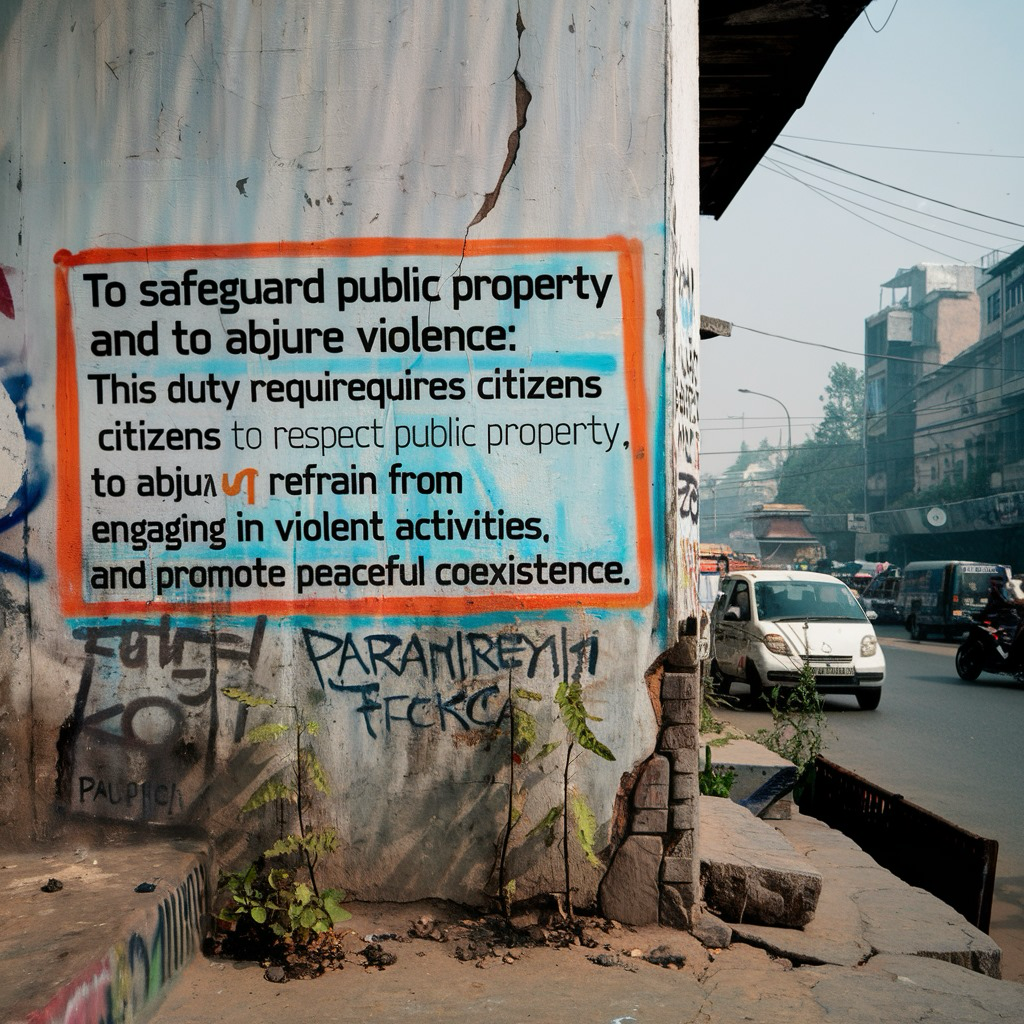 To safeguard public property
and to abjure violence:
This duty requirequires citizens
citizens to respect public property,
to abju refrain from
engaging in violent activities,
and promote peaceful coexistence.